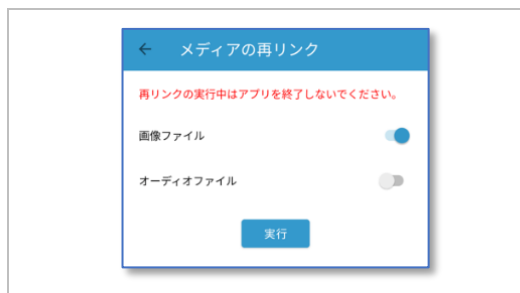 メディアの再リンク
再リンクの実行中はアプリを終了しないでください。
画像ファイル
オーディオファイル
実行